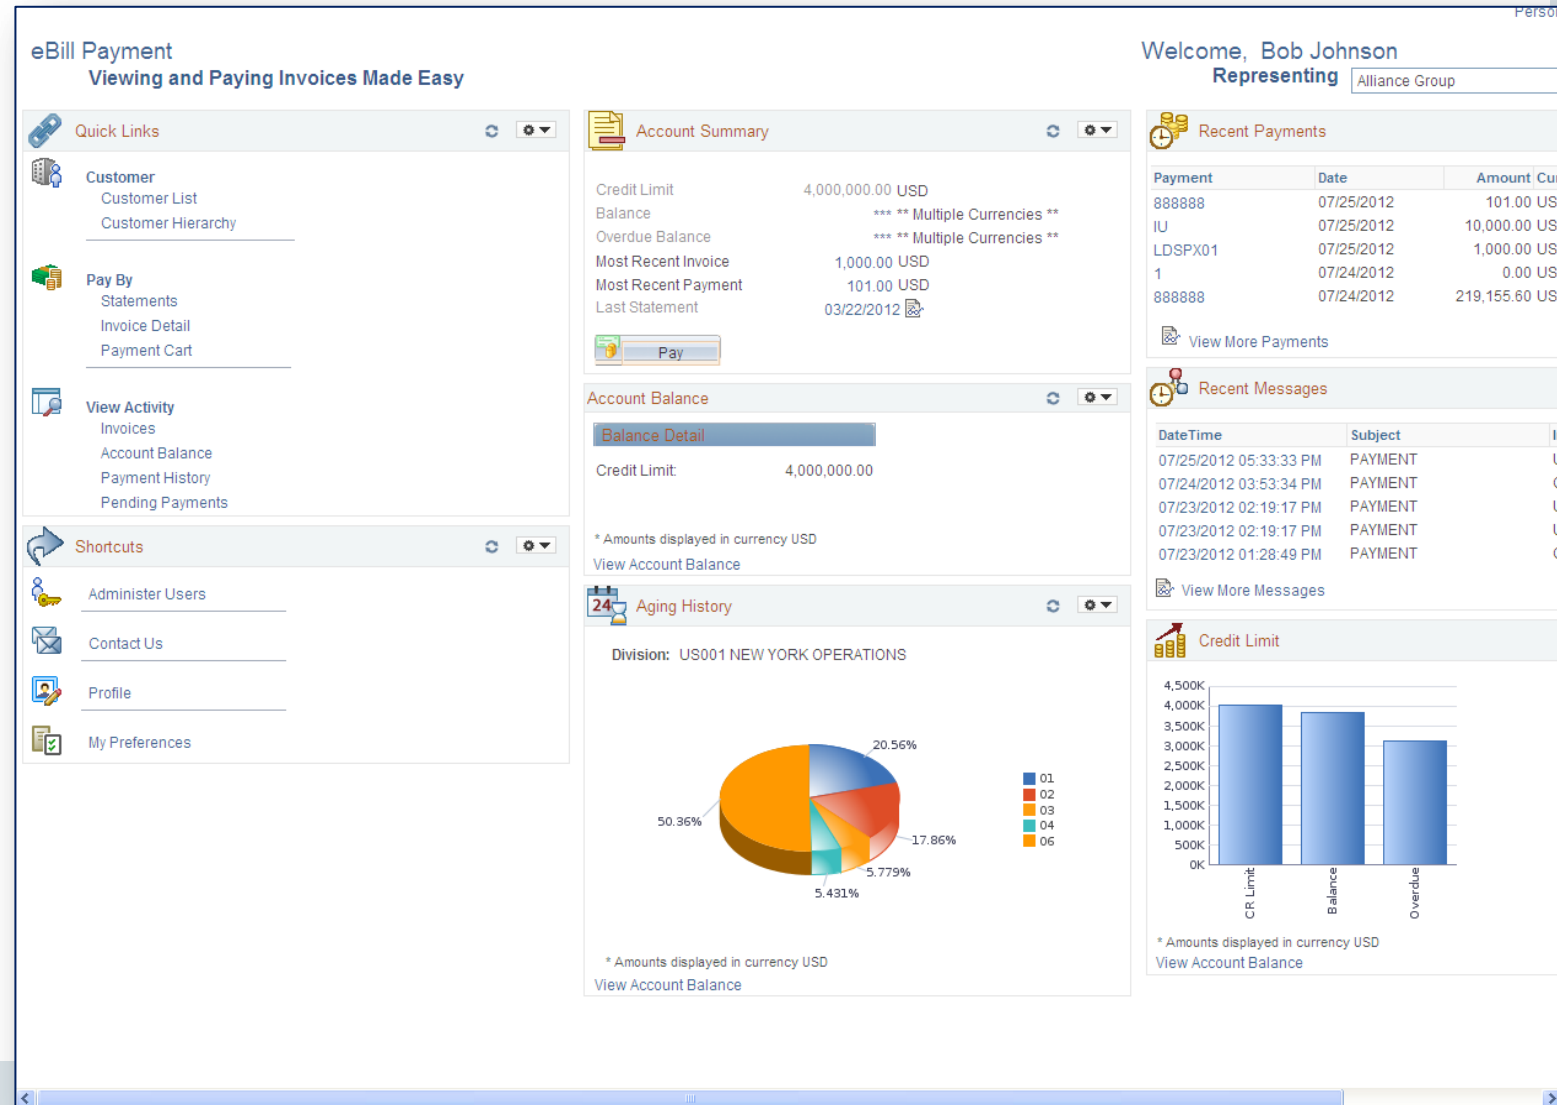 Person
eBill Payment
Viewing and Paying Invoices Made Easy
Welcome, Bob Johnson
Representing Alliance Group
Quick Links
Customer
Customer List
Customer Hierarchy
Pay By
Statements
Invoice Detail
Payment Cart
View Activity
Invoices
Account Balance
Payment History
Pending Payments
Shortcuts
Administer Users
Contact Us
Profile
My Preferences
Account Summary
Credit Limit 4,000,000.00 USD
Balance *** ** Multiple Currencies **
Overdue Balance *** ** Multiple Currencies **
Most Recent Invoice 1,000.00 USD
Most Recent Payment 101.00 USD
Last Statement 03/22/2012
Pay
Account Balance
Balance Detail
Credit Limit: 4,000,000.00
* Amounts displayed in currency USD
View Account Balance
24
Aging History
Division: US001 NEW YORK OPERATIONS
20.56%
50.36%
17.86%
5.779%
5.431%
01
02
03
04
06
* Amounts displayed in currency USD
View Account Balance
Recent Payments
Payment Date Amount Cur
888888 07/25/2012 101.00 US
IU 07/25/2012 10,000.00 US
LDSPX01 07/25/2012 1,000.00 US
1 07/24/2012 0.00 US
888888 07/24/2012 219,155.60 US
View More Payments
Recent Messages
DateTime Subject
07/25/2012 05:33:33 PM PAYMENT
07/24/2012 03:53:34 PM PAYMENT
07/23/2012 02:19:17 PM PAYMENT
07/23/2012 02:19:17 PM PAYMENT
07/23/2012 01:28:49 PM PAYMENT
View More Messages
Credit Limit
4,500K
4,000K
3,500K
3,000K
2,500K
2,000K
1,500K
1,000K
500K
0K
CR Limit
Balance
Overdue
* Amounts displayed in currency USD
View Account Balance